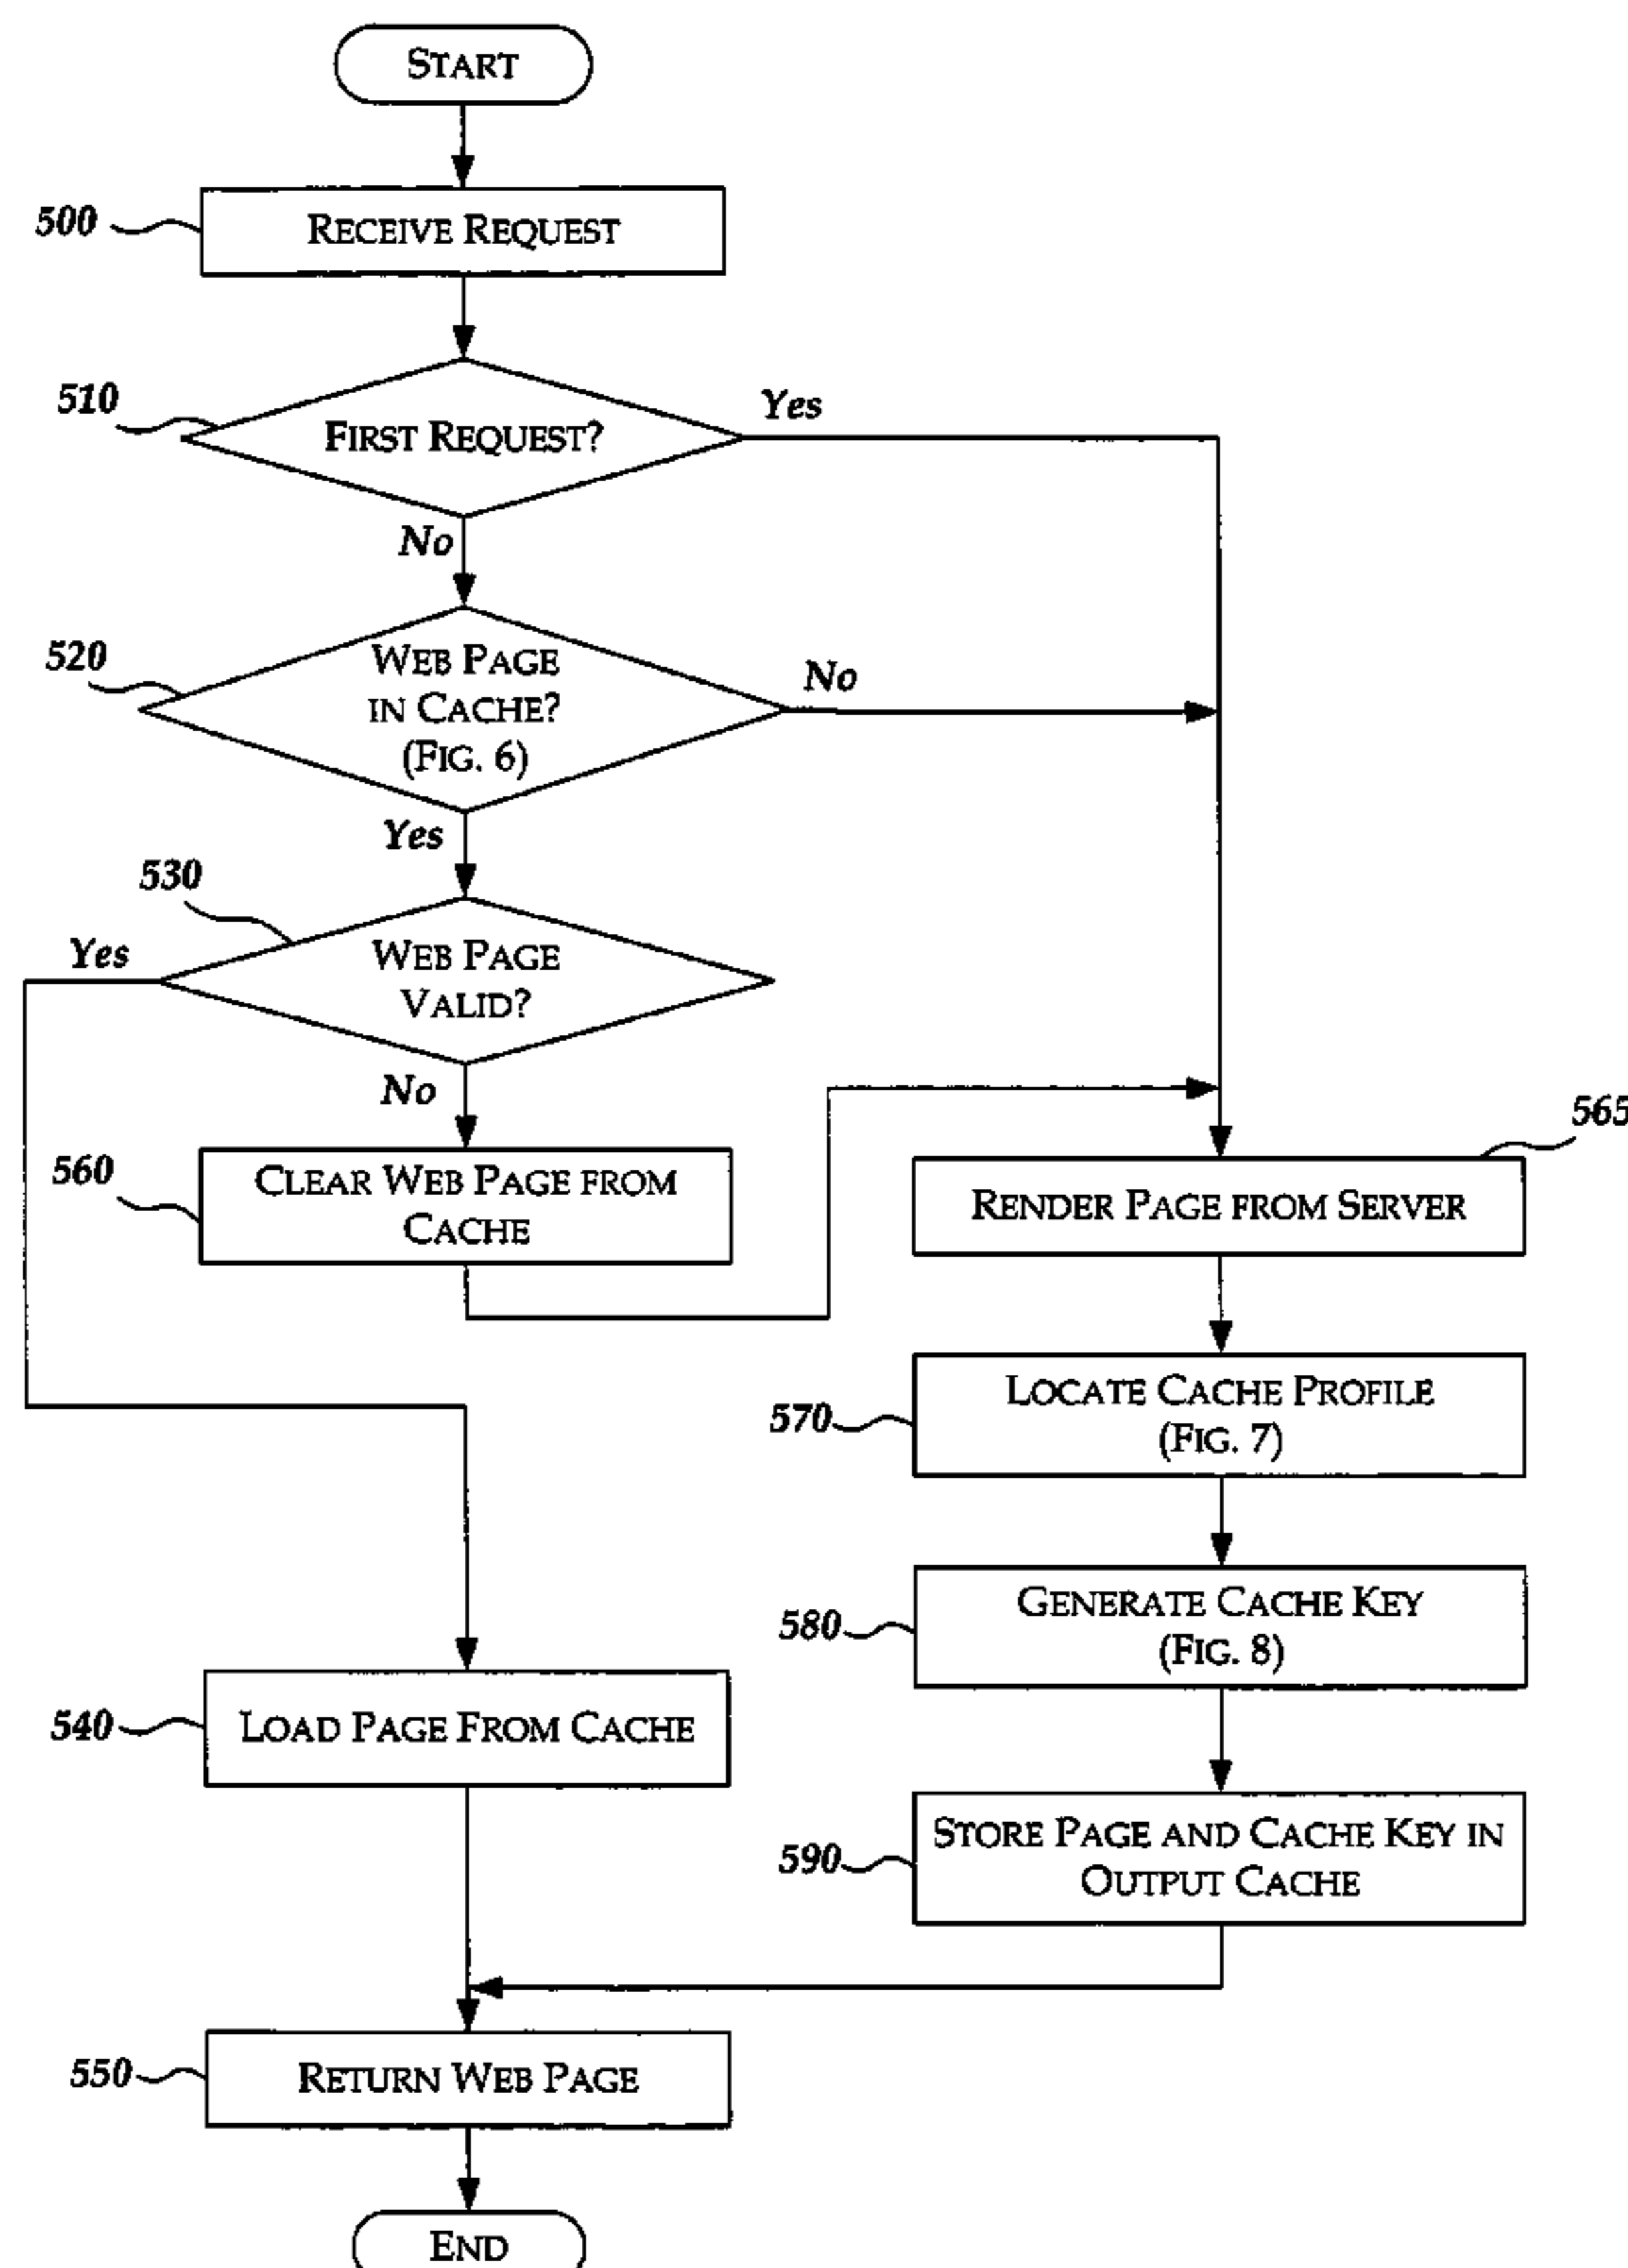 START
500
RECEIVE REQUEST
510
FIRST REQUEST?
Yes
No
520
WEB PAGE
IN CACHE?
(FIG. 6)
No
Yes
530
Yes
WEB PAGE
VALID?
No
560
CLEAR WEB PAGE FROM
CACHE
565
RENDER PAGE FROM SERVER
570
LOCATE CACHE PROFILE
(FIG. 7)
580
GENERATE CACHE KEY
(FIG. 8)
540
LOAD PAGE FROM CACHE
590
STORE PAGE AND CACHE KEY IN
OUTPUT CACHE
550
RETURN WEB PAGE
END